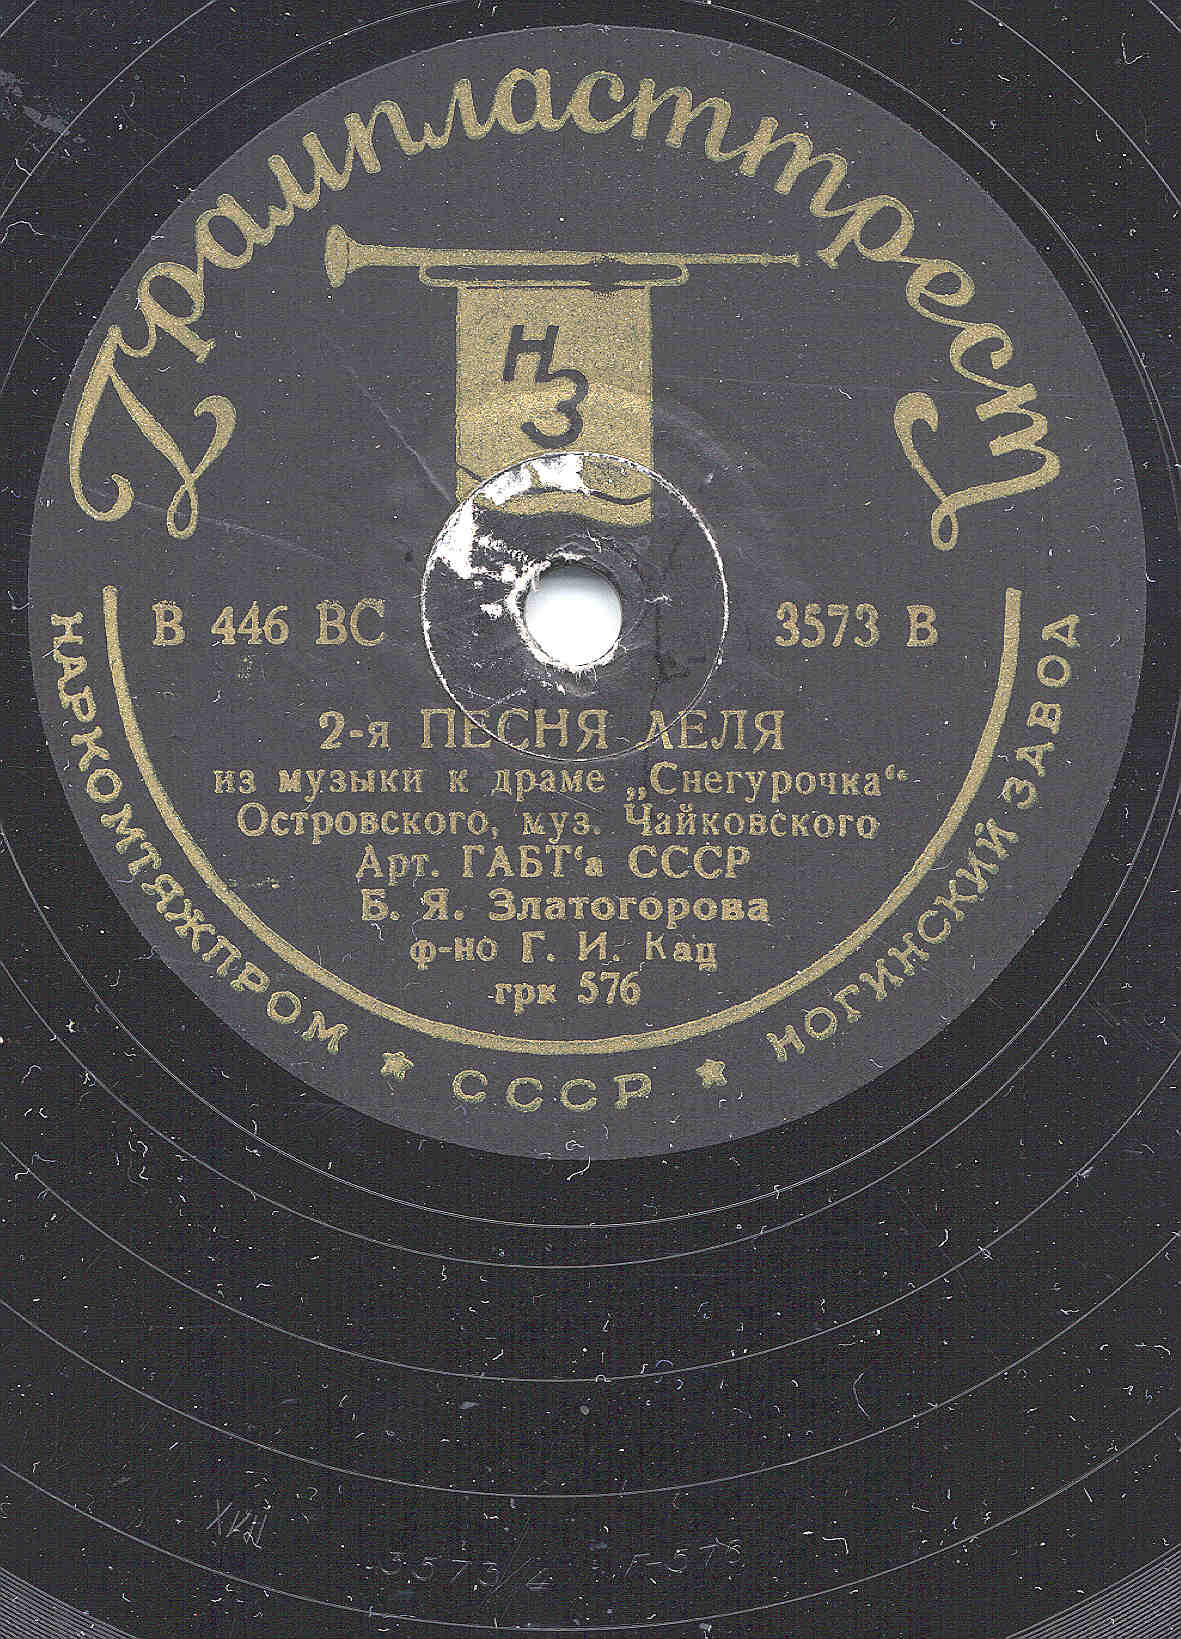 Грампласттрест
НЗ
В 446 ВС
3573 В
2-я ПЕСНЯ ЛЕЛЯ
из музыки к драме „Снегурочка“
Островского, муз. Чайковского
Арт. ГАБТ‘а СССР
Б. Я. Златогорова
ф-но Г. И. Кац
грк 576
НАРКОМТЯЖПРОМ ★ СССР ★ НОГИНСКИЙ ЗАВОД